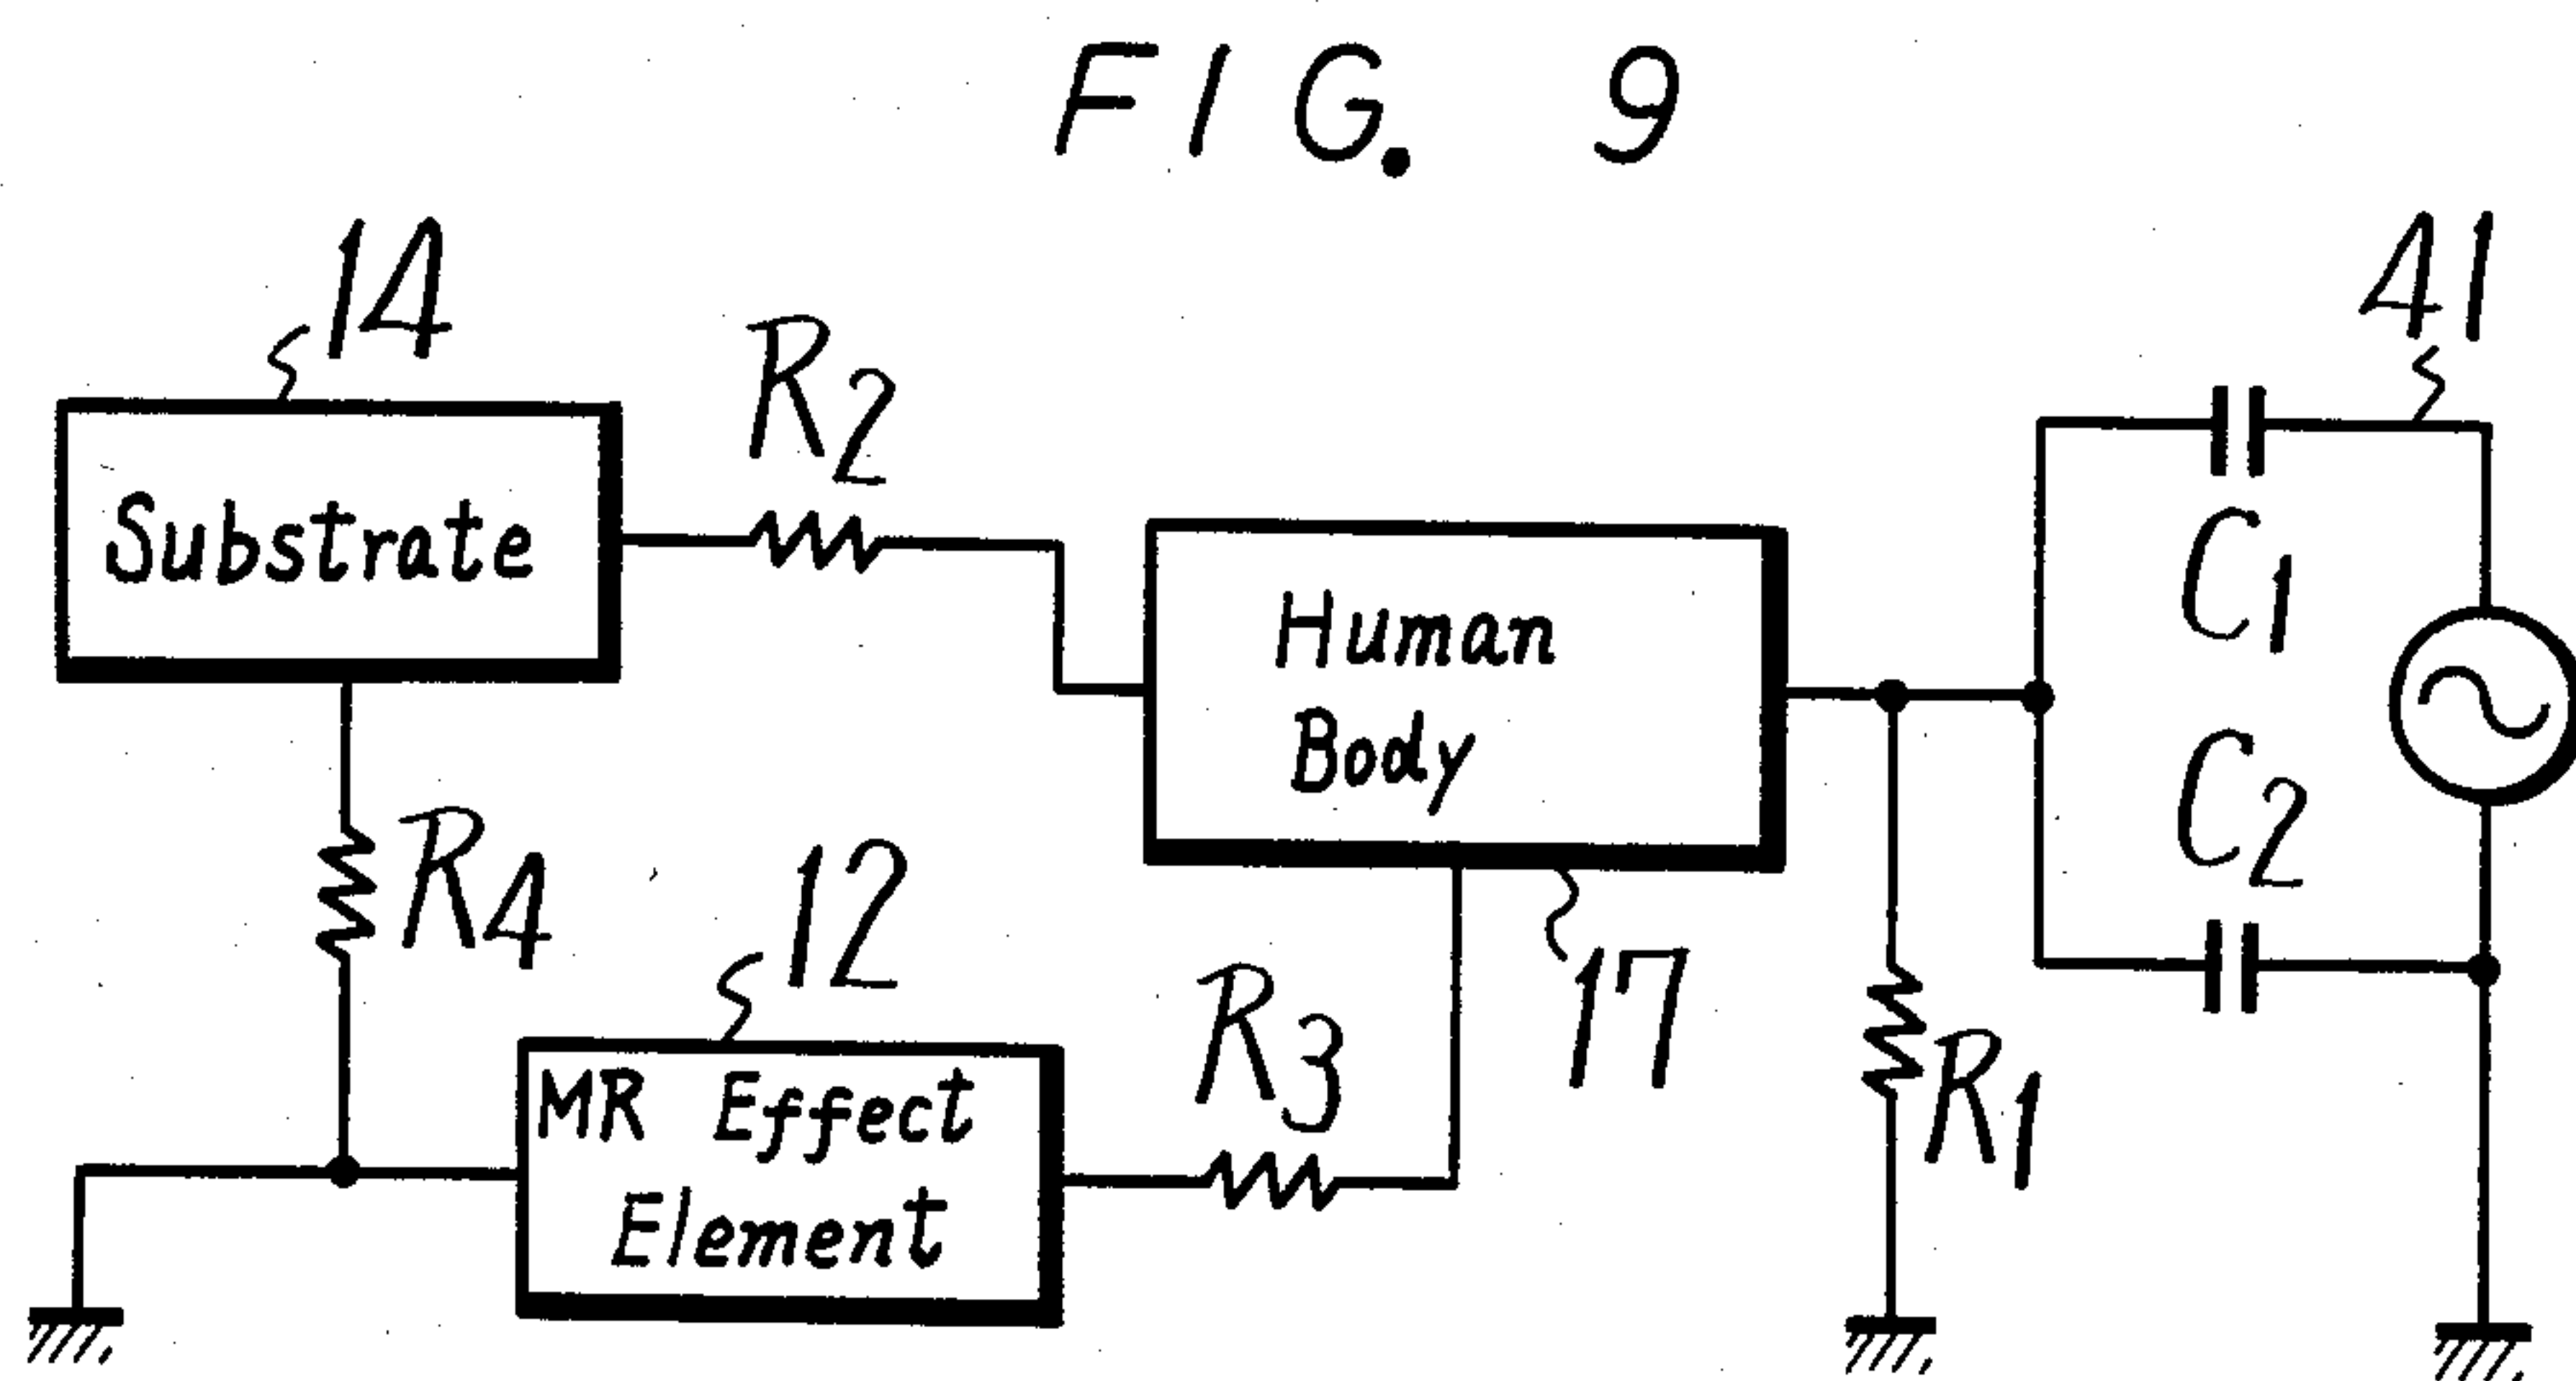 FIG. 9
14
41
R2
Substrate
C1
Human
Body
C2
R4
12
17
R3
R1
MR Effect
Element